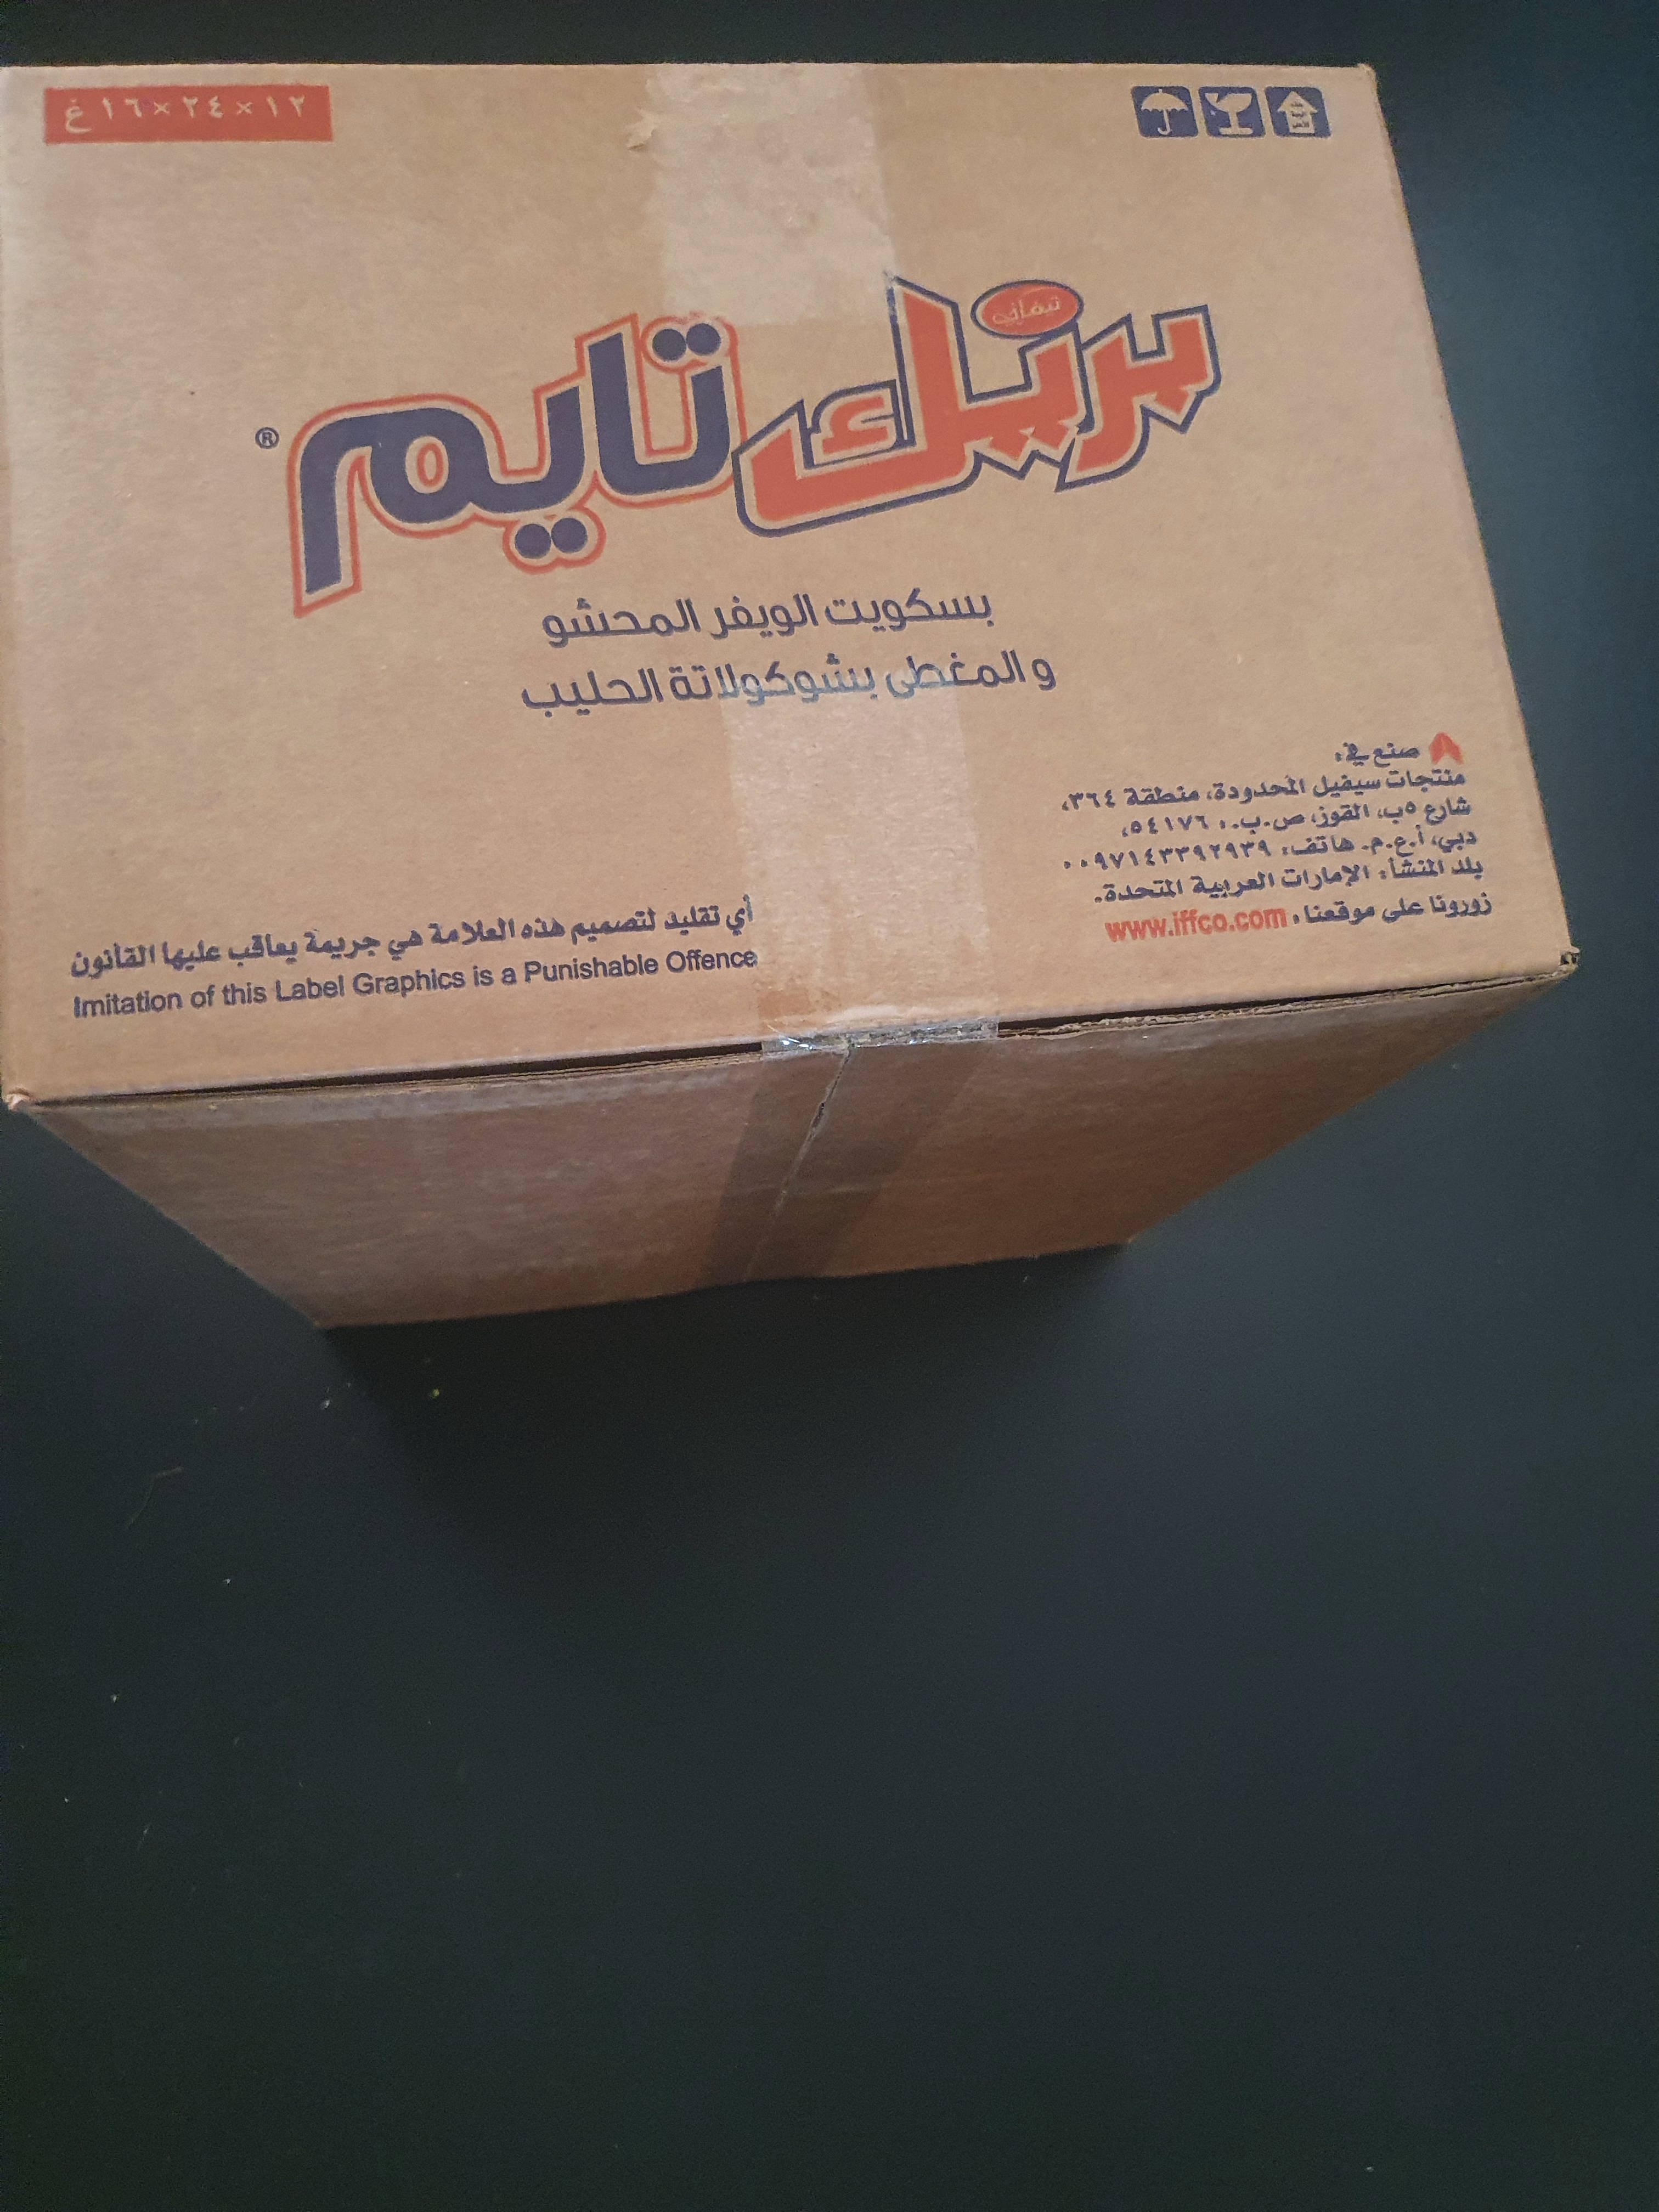 ١٢×٢٤×١٦ غ
تيفاني
بريك تايم®
بسكويت الويفر المحشو
و المغطى بشوكولاتة الحليب
صنع في:
منتجات سيفيل المحدودة، منطقة ٣٦٤،
شارع ٥ب، القوز، ص.ب.: ٥٤١٧٦،
دبي، أ.ع.م. هاتف: ٠٠٩٧١٤٣٣٩٢٩٣٩
بلد المنشأ: الإمارات العربية المتحدة.
زورونا على موقعنا: www.iffco.com
أي تقليد لتصميم هذه العلامة هي جريمة يعاقب عليها القانون
Imitation of this Label Graphics is a Punishable Offence